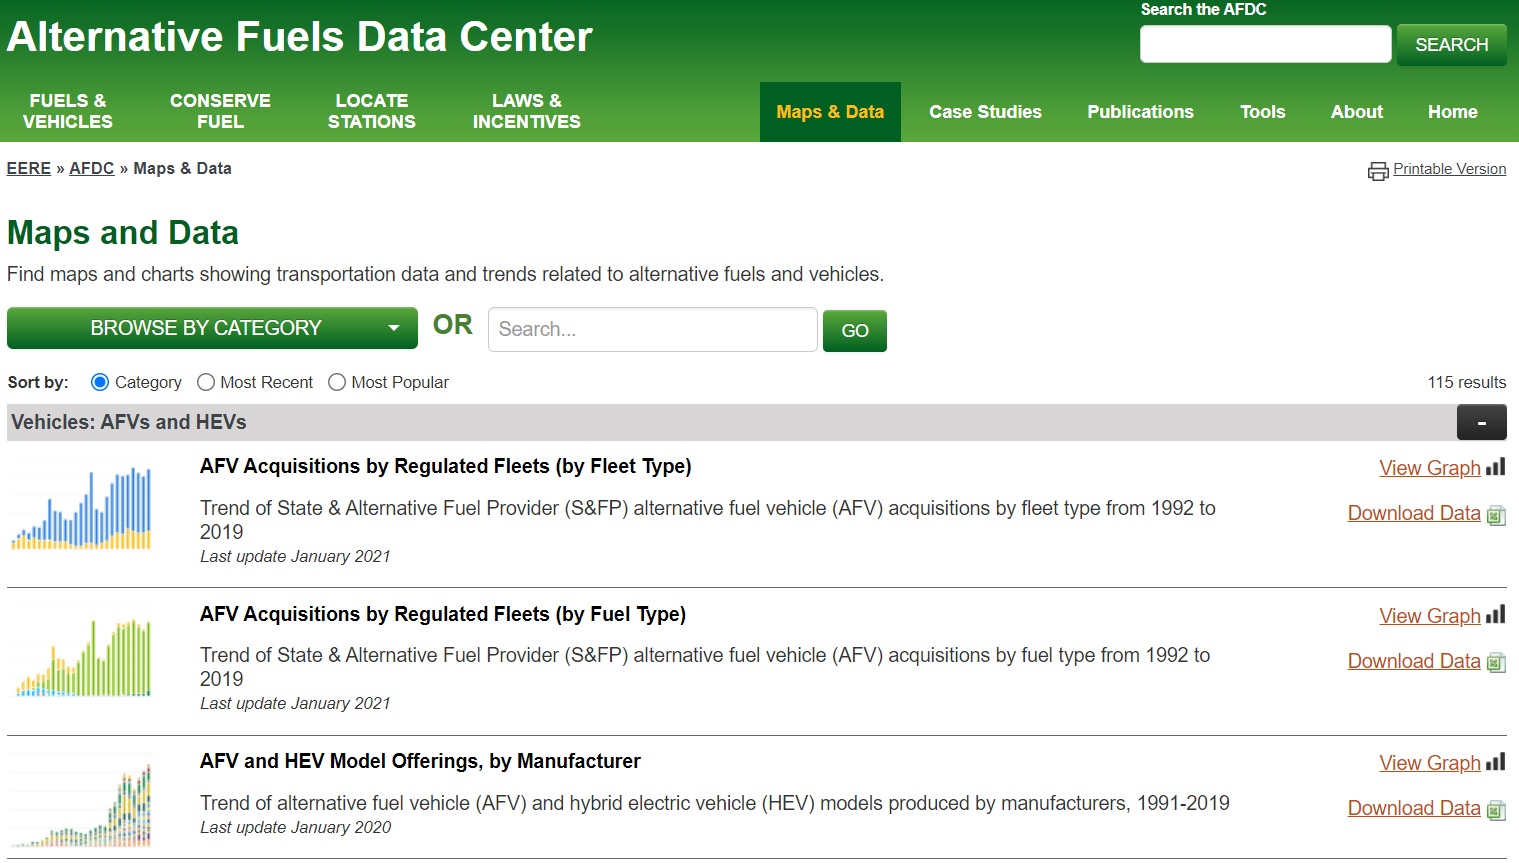 Search the AFDC
Alternative Fuels Data Center
SEARCH
FUELS &
VEHICLES
CONSERVE
FUEL
LOCATE
STATIONS
LAWS &
INCENTIVES
Maps & Data
Case Studies
Publications
Tools
About
Home
EERE » AFDC » Maps & Data
Printable Version
Maps and Data
Find maps and charts showing transportation data and trends related to alternative fuels and vehicles.
BROWSE BY CATEGORY
OR
Search...
GO
Sort by: Category Most Recent Most Popular
115 results
Vehicles: AFVs and HEVs
-
AFV Acquisitions by Regulated Fleets (by Fleet Type)
View Graph
Trend of State & Alternative Fuel Provider (S&FP) alternative fuel vehicle (AFV) acquisitions by fleet type from 1992 to
2019
Download Data
Last update January 2021
AFV Acquisitions by Regulated Fleets (by Fuel Type)
View Graph
Trend of State & Alternative Fuel Provider (S&FP) alternative fuel vehicle (AFV) acquisitions by fuel type from 1992 to
2019
Download Data
Last update January 2021
AFV and HEV Model Offerings, by Manufacturer
View Graph
Trend of alternative fuel vehicle (AFV) and hybrid electric vehicle (HEV) models produced by manufacturers, 1991-2019
Download Data
Last update January 2020